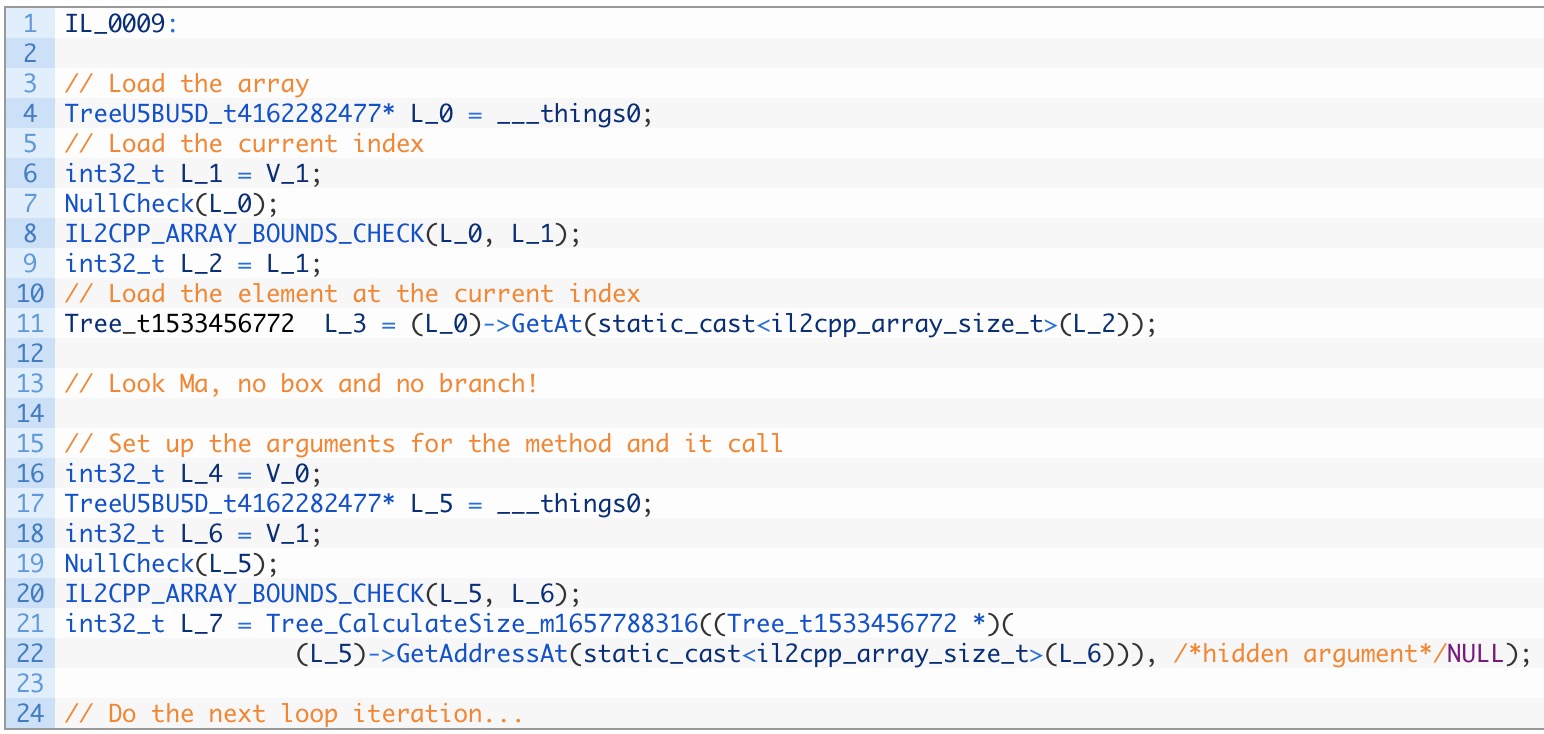 1 IL_0009:
2
3 // Load the array
4 TreeU5BU5D_t4162282477* L_0 = ___things0;
5 // Load the current index
6 int32_t L_1 = V_1;
7 NullCheck(L_0);
8 IL2CPP_ARRAY_BOUNDS_CHECK(L_0, L_1);
9 int32_t L_2 = L_1;
10 // Load the element at the current index
11 Tree_t1533456772  L_3 = (L_0)->GetAt(static_cast<il2cpp_array_size_t>(L_2));
12
13 // Look Ma, no box and no branch!
14
15 // Set up the arguments for the method and it call
16 int32_t L_4 = V_0;
17 TreeU5BU5D_t4162282477* L_5 = ___things0;
18 int32_t L_6 = V_1;
19 NullCheck(L_5);
20 IL2CPP_ARRAY_BOUNDS_CHECK(L_5, L_6);
21 int32_t L_7 = Tree_CalculateSize_m1657788316((Tree_t1533456772 *)(
22                 (L_5)->GetAddressAt(static_cast<il2cpp_array_size_t>(L_6))), /*hidden argument*/NULL);
23
24 // Do the next loop iteration...